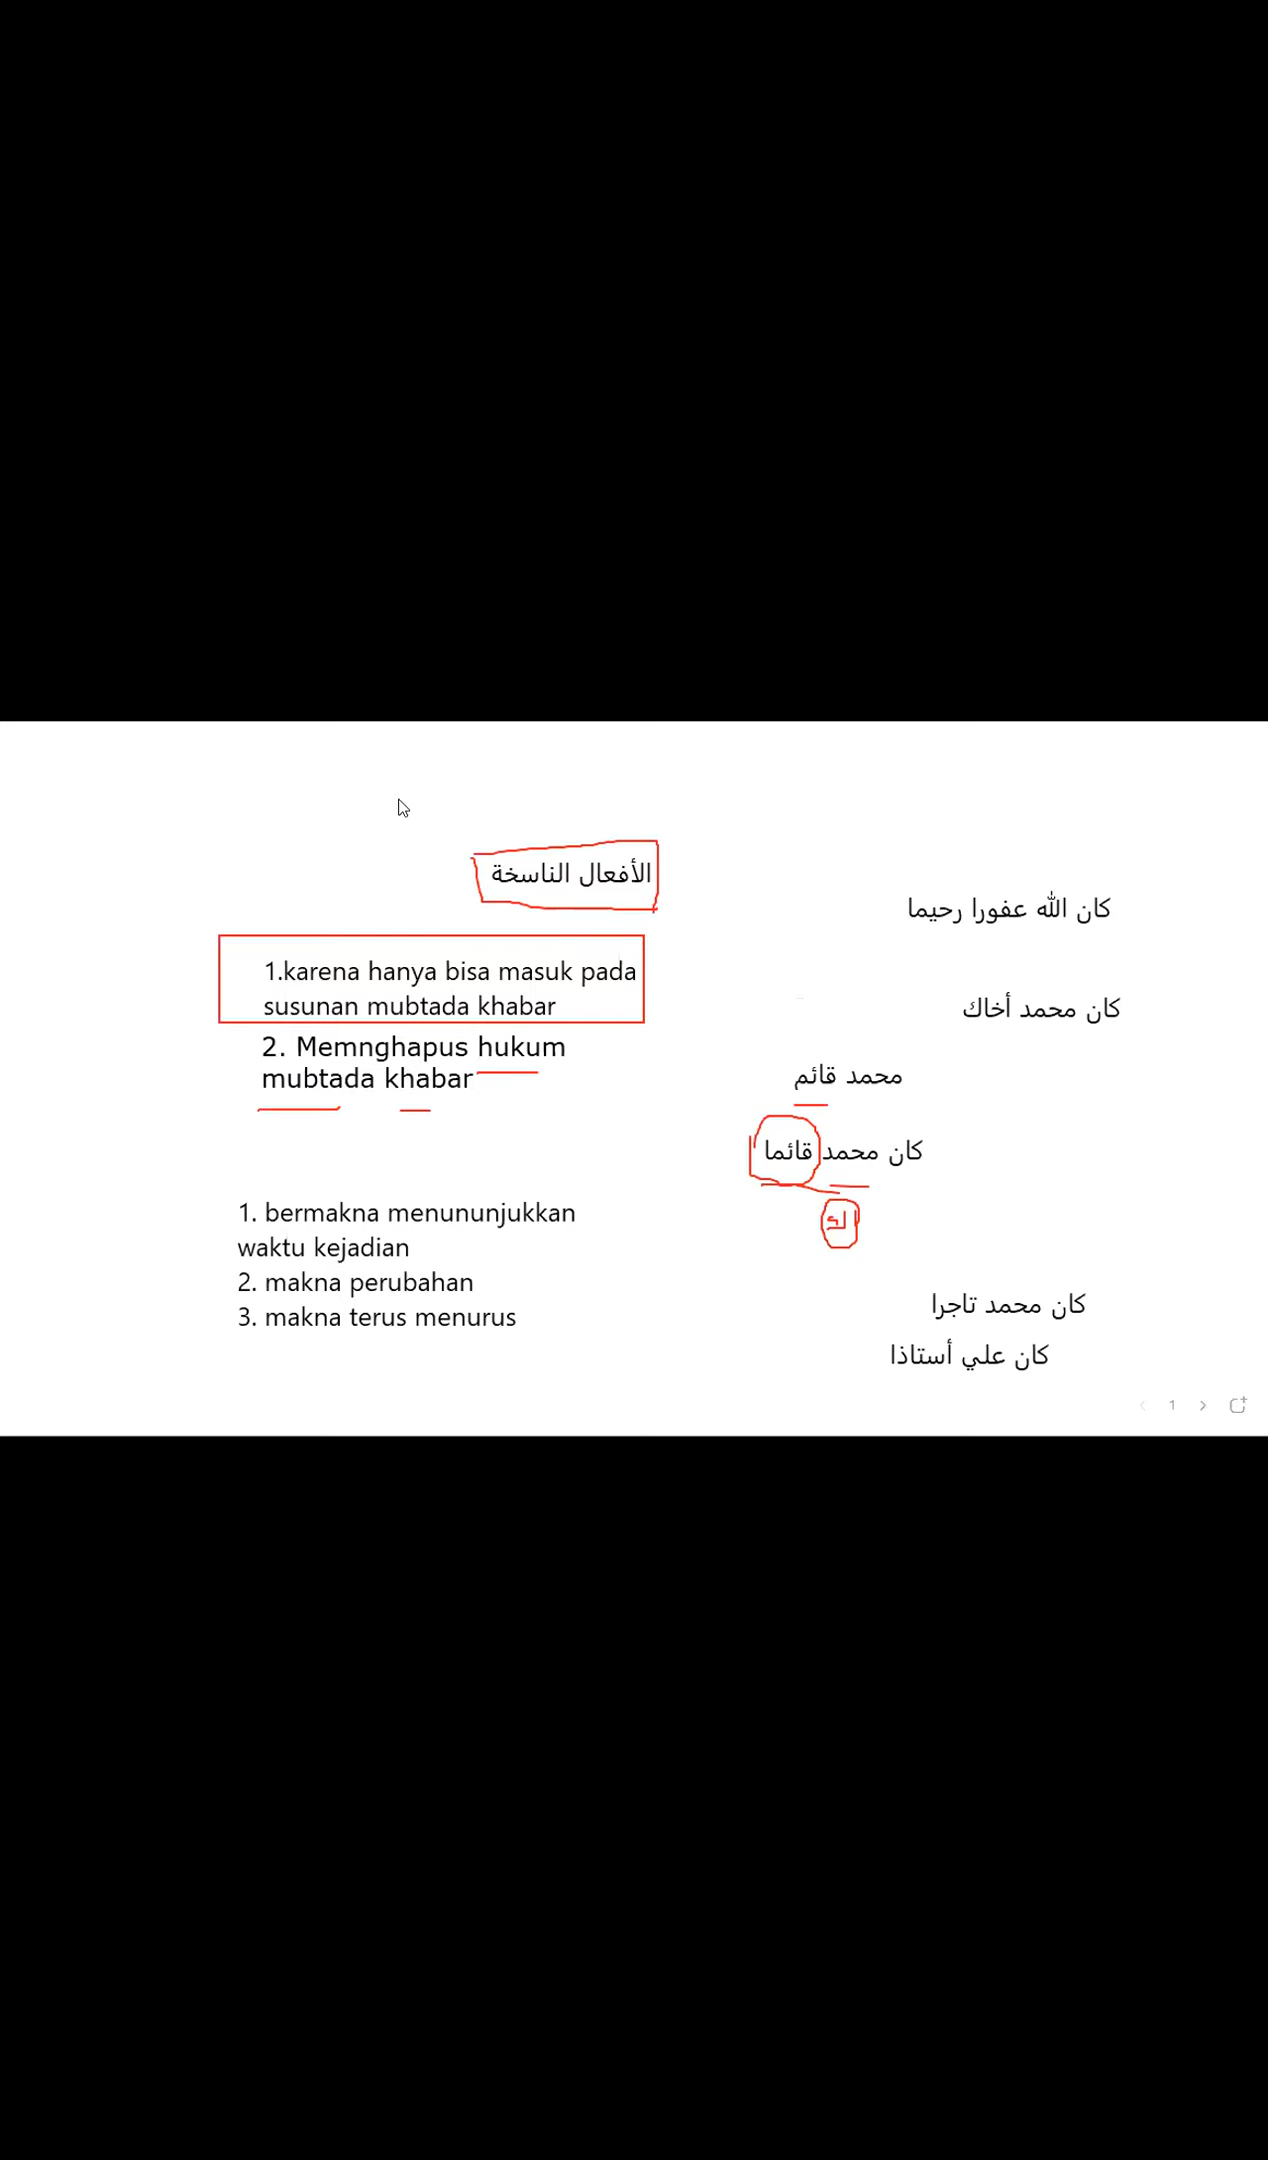 الأفعال الناسخة
1.karena hanya bisa masuk pada
susunan mubtada khabar
2. Memnghapus hukum
mubtada khabar
1. bermakna menununjukkan
waktu kejadian
2. makna perubahan
3. makna terus menurus
كان الله عفورا رحيما
كان محمد أخاك
محمد قائم
كان محمد قائما
كان محمد تاجرا
كان علي أستاذا
1